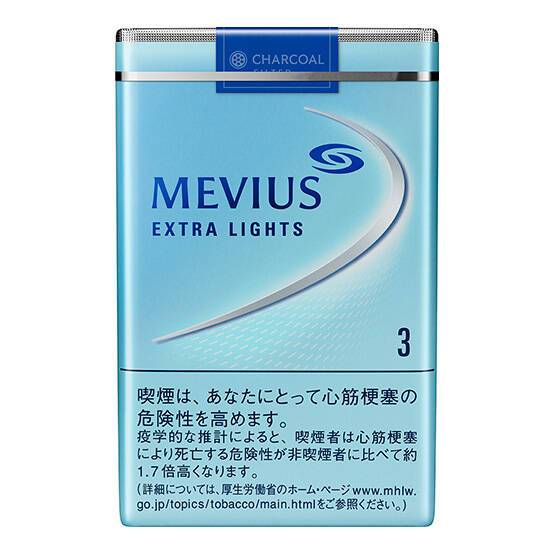 CHARCOAL
FILTER
MEVIUS
EXTRA LIGHTS
3
喫煙は、あなたにとって心筋梗塞の
危険性を高めます。
疫学的な推計によると、喫煙者は心筋梗塞
により死亡する危険性が非喫煙者に比べて約
1.7倍高くなります。
(詳細については、厚生労働省のホーム・ページwww.mhlw.
go.jp/topics/tobacco/main.htmlをご参照ください。)